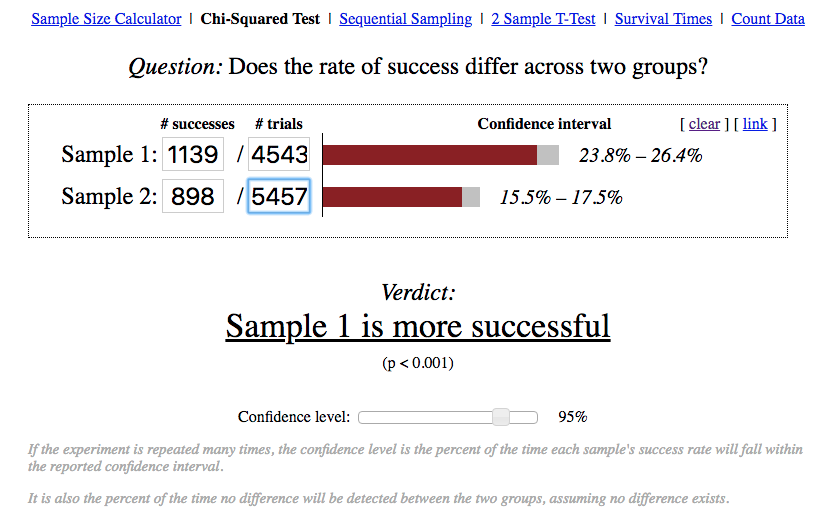 Sample Size Calculator | Chi-Squared Test | Sequential Sampling | 2 Sample T-Test | Survival Times | Count Data
Question: Does the rate of success differ across two groups?
# successes # trials Confidence interval [ clear ] [ link ]
Sample 1: 1139 / 4543 23.8% – 26.4%
Sample 2: 898 / 5457 15.5% – 17.5%
Verdict:
Sample 1 is more successful
(p < 0.001)
Confidence level: 95%
If the experiment is repeated many times, the confidence level is the percent of the time each sample's success rate will fall within
the reported confidence interval.
It is also the percent of the time no difference will be detected between the two groups, assuming no difference exists.